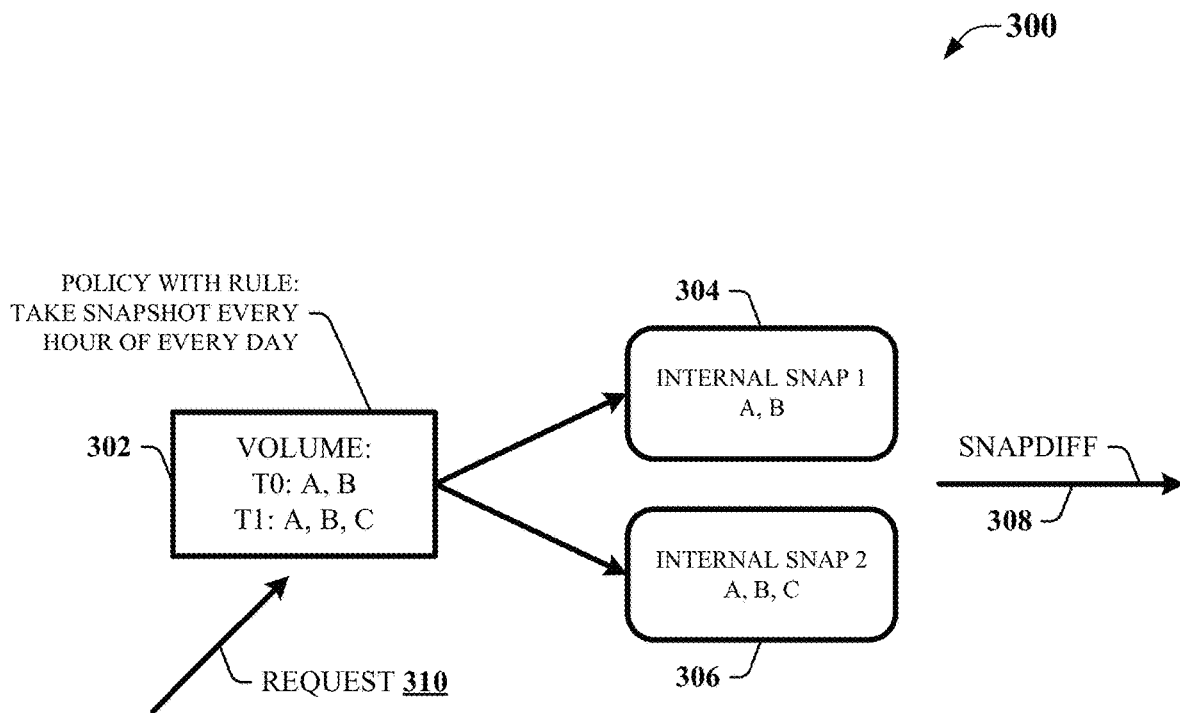 300
POLICY WITH RULE:
TAKE SNAPSHOT EVERY
HOUR OF EVERY DAY
304
INTERNAL SNAP 1
A, B
302
VOLUME:
T0: A, B
T1: A, B, C
SNAPDIFF
308
INTERNAL SNAP 2
A, B, C
306
REQUEST 310